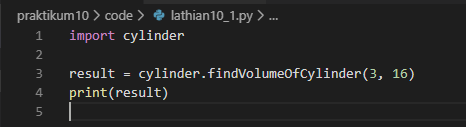 praktikum10 > code > lathian10_1.py > ...
1 import cylinder
2
3 result = cylinder.findVolumeOfCylinder(3, 16)
4 print(result)
5